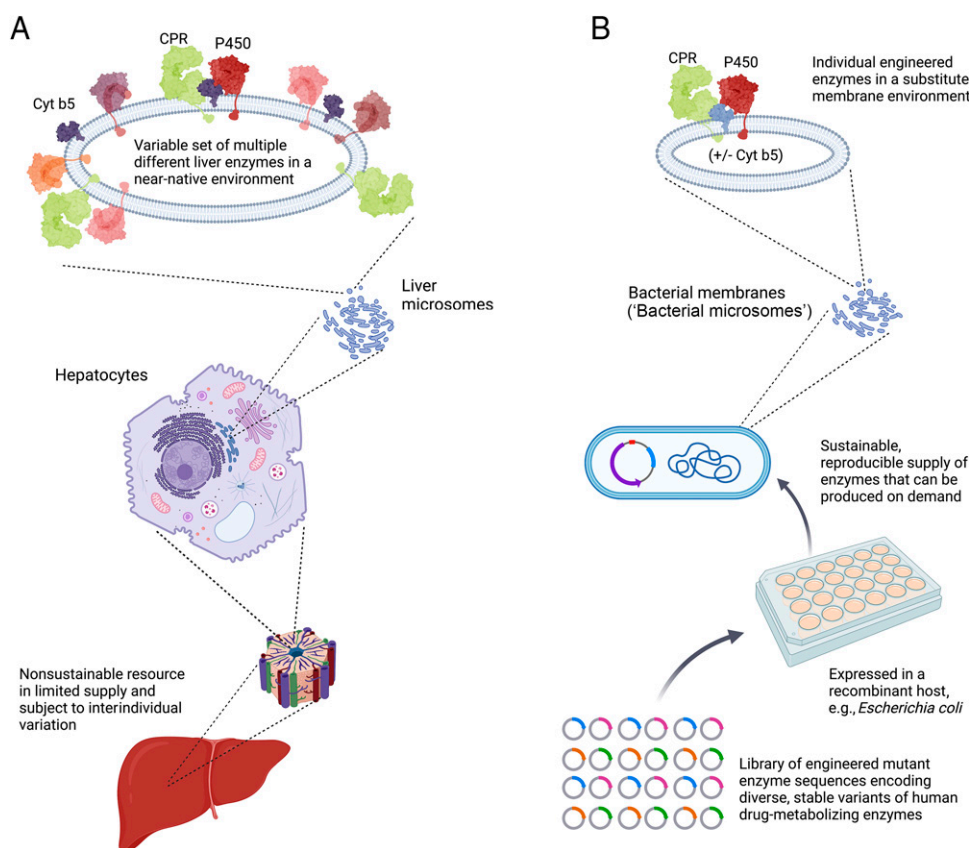 A
CPR
P450
Cyt b5
Variable set of multiple
different liver enzymes in a
near-native environment
Liver
microsomes
Hepatocytes
Nonsustainable resource
in limited supply and
subject to interindividual
variation
B
CPR
P450
Individual engineered
enzymes in a substitute
membrane environment
(+/- Cyt b5)
Bacterial membranes
('Bacterial microsomes')
Sustainable,
reproducible supply of
enzymes that can be
produced on demand
Expressed in a
recombinant host,
e.g., Escherichia coli
Library of engineered mutant
enzyme sequences encoding
diverse, stable variants of human
drug-metabolizing enzymes